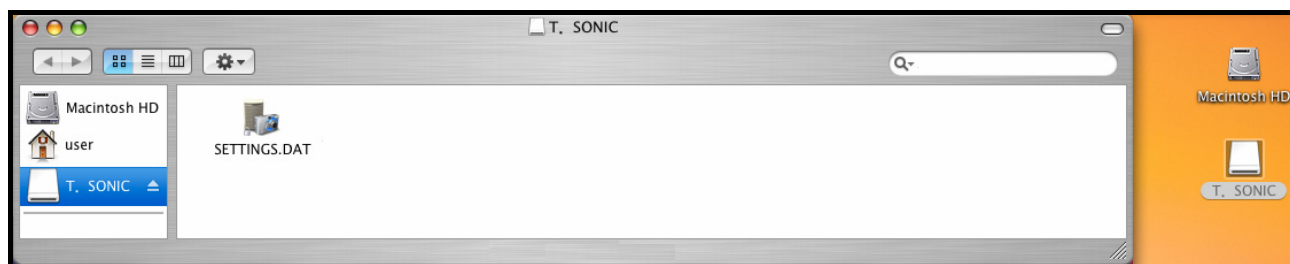 T. SONIC
Macintosh HD
user
T. SONIC
SETTINGS.DAT
Macintosh HD
T. SONIC